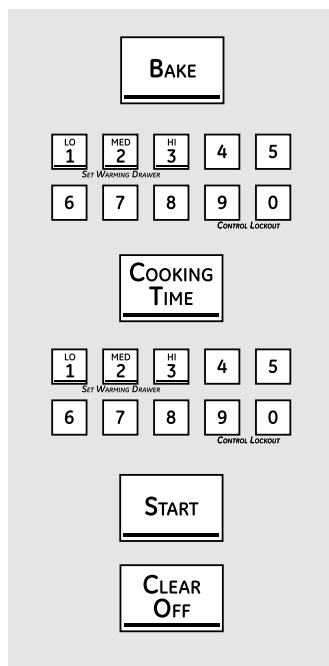 BAKE
LO MED HI
1 2 3 4 5
SET WARMING DRAWER
6 7 8 9 0
CONTROL LOCKOUT
COOKING
TIME
LO MED HI
1 2 3 4 5
SET WARMING DRAWER
6 7 8 9 0
CONTROL LOCKOUT
START
CLEAR
OFF